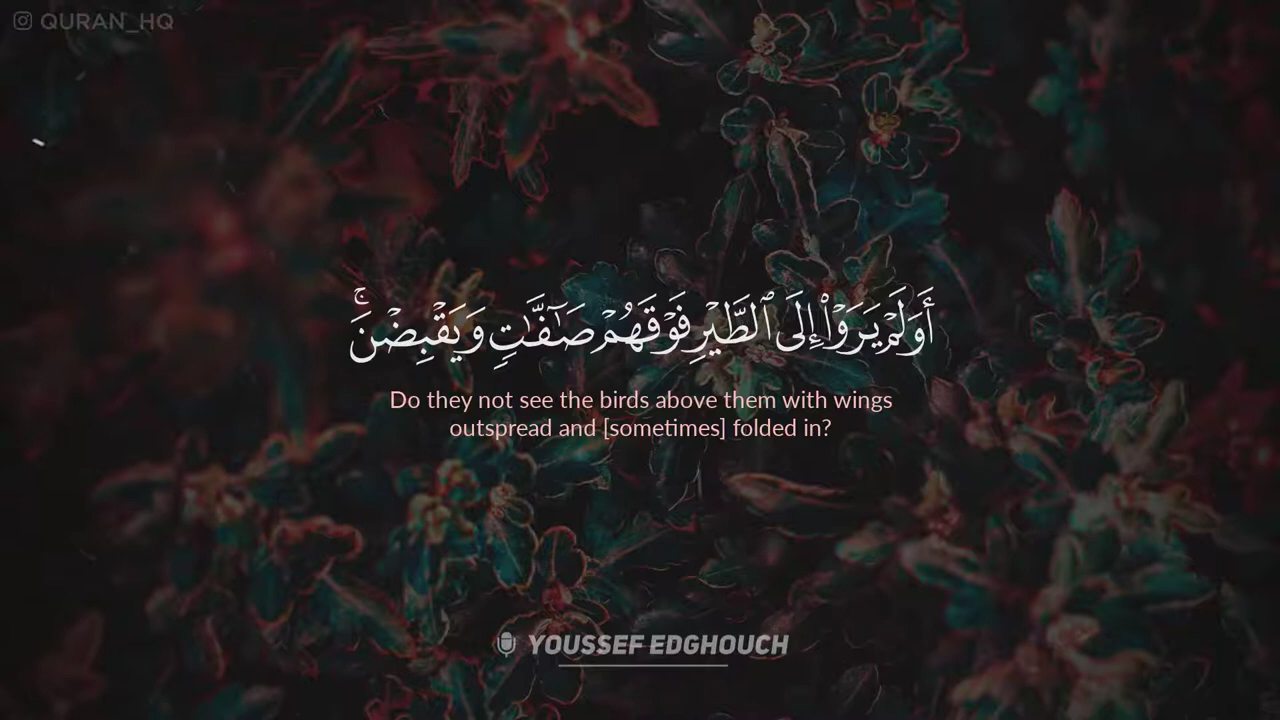 QURAN_HQ
أَوَلَمْ يَرَوْا۟ إِلَى ٱلطَّيْرِ فَوْقَهُمْ صَـٰٓفَّـٰتٍ وَيَقْبِضْنَ ۚ
Do they not see the birds above them with wings
outspread and [sometimes] folded in?
YOUSSEF EDGHOUCH